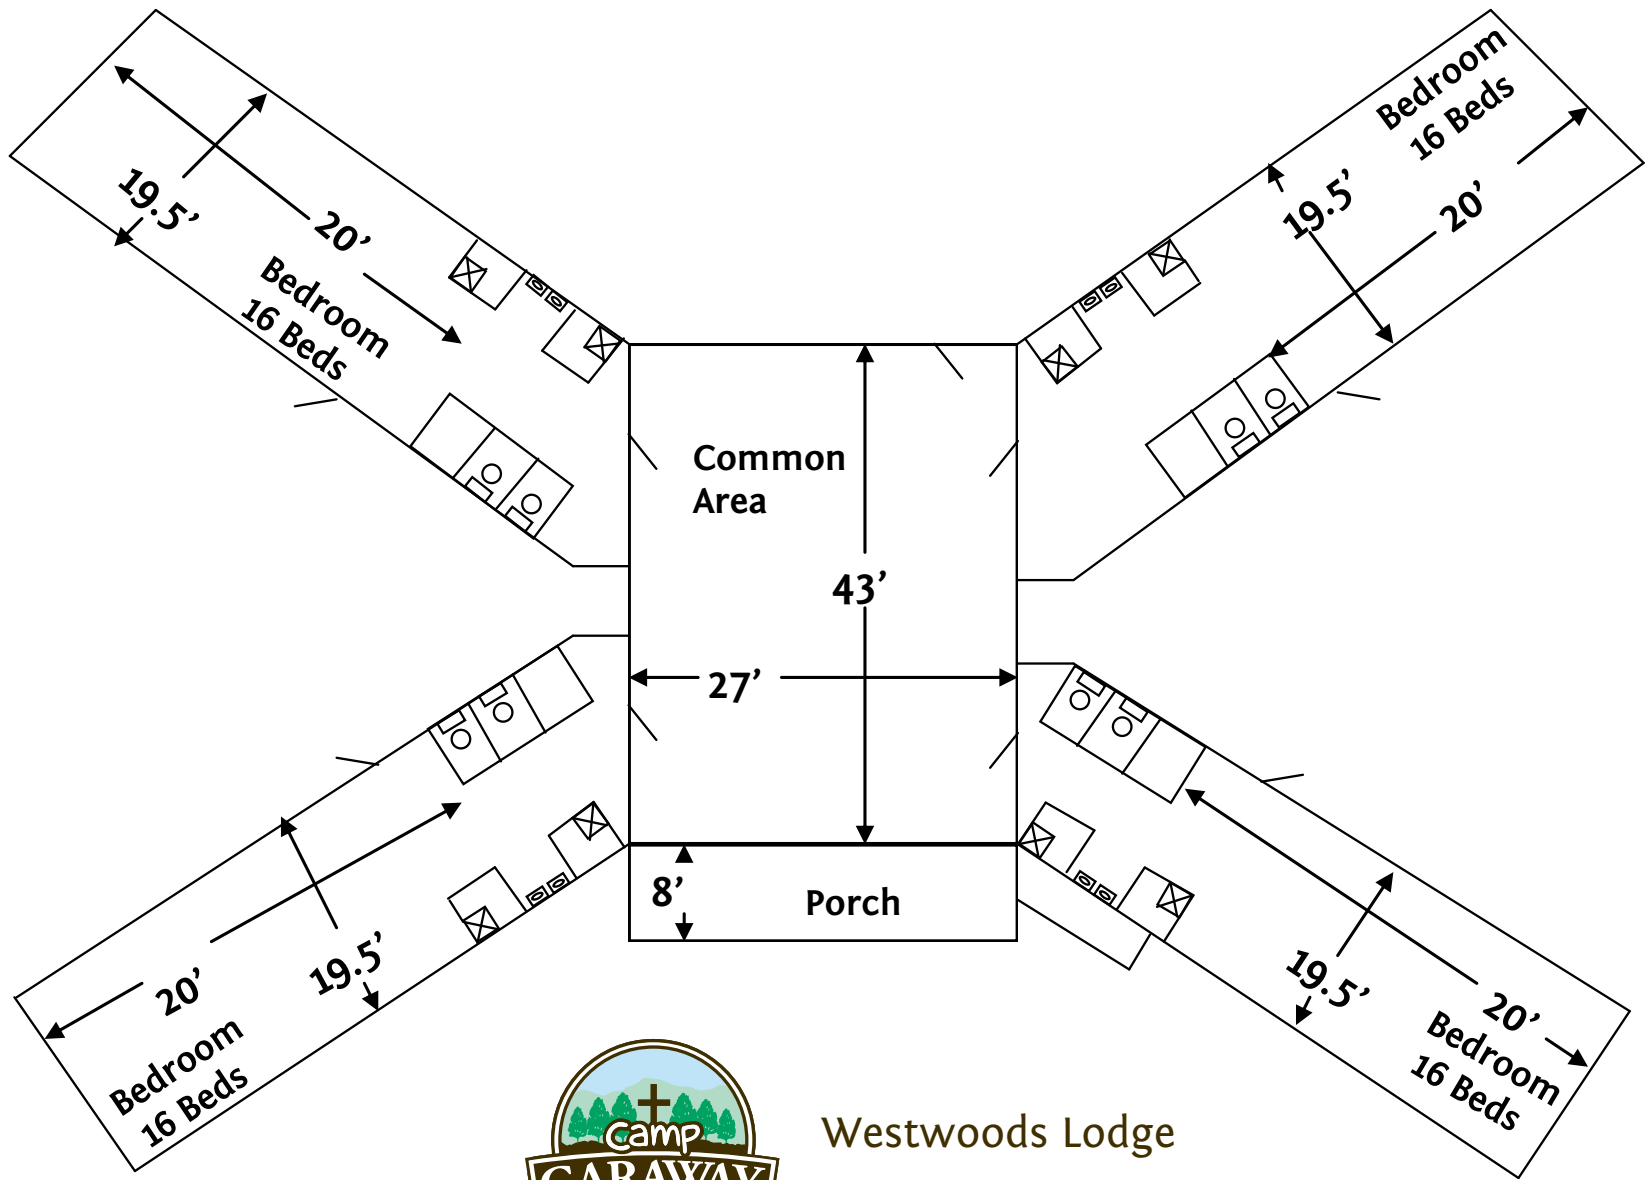 19.5’
20’
Bedroom
16 Beds
Bedroom
16 Beds
19.5’
20’
Common
Area
43’
27’
8’
Porch
20’
19.5’
Bedroom
16 Beds
19.5’
20’
Bedroom
16 Beds
Camp
CARAWAY
Westwoods Lodge